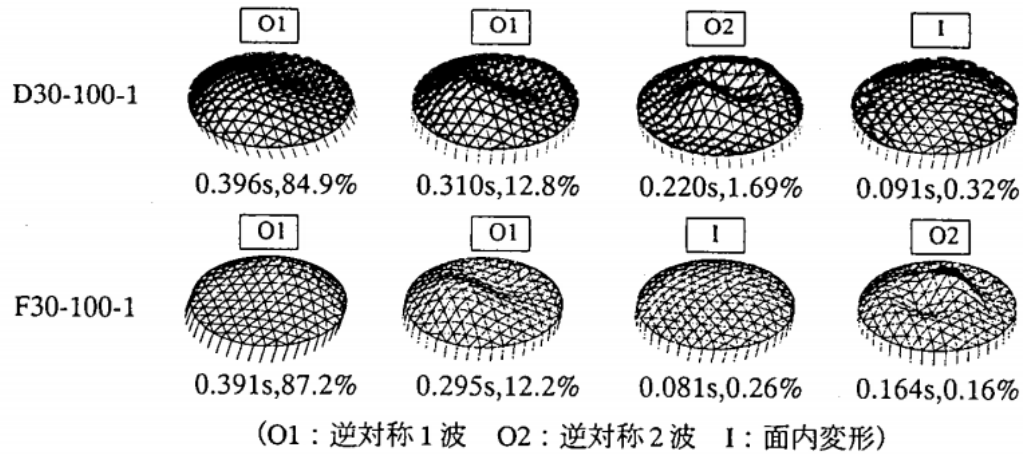 O1 O1 O2 I
D30-100-1
0.396s,84.9% 0.310s,12.8% 0.220s,1.69% 0.091s,0.32%
O1 O1 I O2
F30-100-1
0.391s,87.2% 0.295s,12.2% 0.081s,0.26% 0.164s,0.16%
(O1：逆対称1波 O2：逆対称2波 I：面内変形)